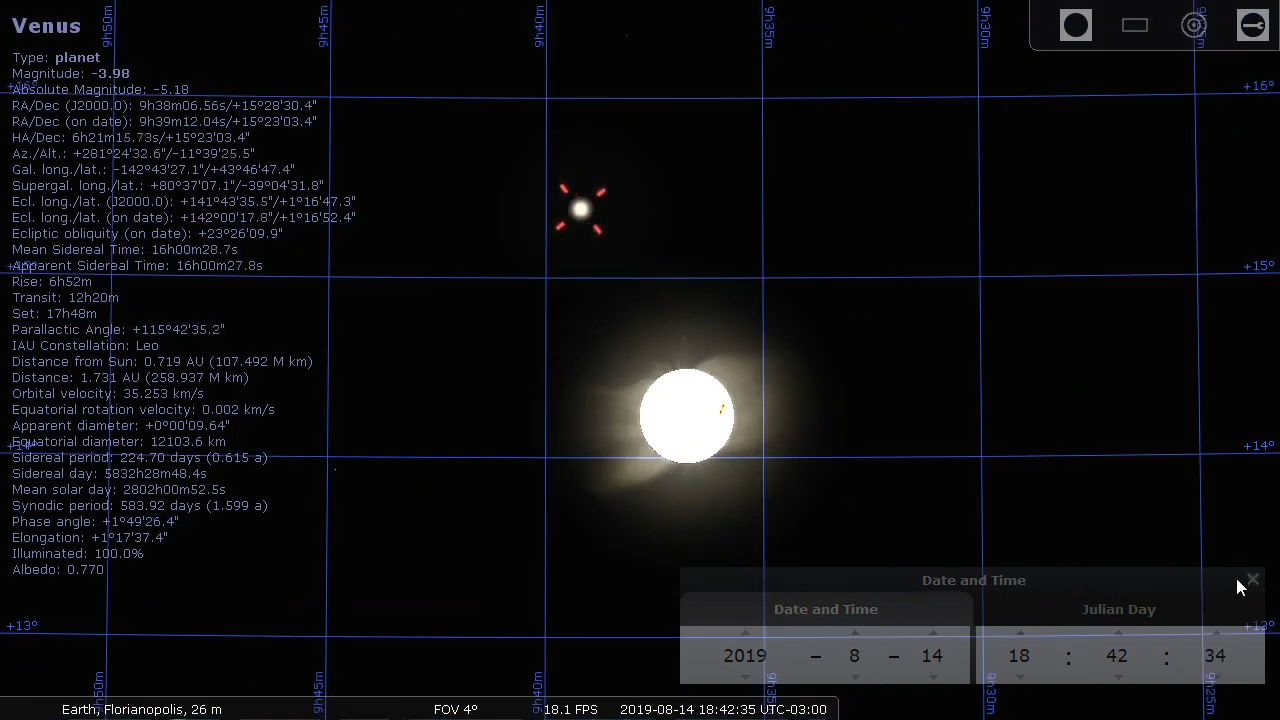 Venus
Type: planet
Magnitude: -3.98
Absolute Magnitude: -5.18
RA/Dec (J2000.0): 9h38m06.56s/+15°28'30.4"
RA/Dec (on date): 9h39m12.04s/+15°23'03.4"
HA/Dec: 6h21m15.73s/+15°23'03.4"
Az./Alt.: +281°24'32.6"/-11°39'25.5"
Gal. long./lat.: -142°43'27.1"/+43°46'47.4"
Supergal. long./lat.: +80°37'07.1"/-39°04'31.8"
Ecl. long./lat. (J2000.0): +141°43'35.5"/+1°16'47.3"
Ecl. long./lat. (on date): +142°00'17.8"/+1°16'52.4"
Ecliptic obliquity (on date): +23°26'09.9"
Mean Sidereal Time: 16h00m28.7s
Apparent Sidereal Time: 16h00m27.8s
Rise: 6h52m
Transit: 12h20m
Set: 17h48m
Parallactic Angle: +115°42'35.2"
IAU Constellation: Leo
Distance from Sun: 0.719 AU (107.492 M km)
Distance: 1.731 AU (258.937 M km)
Orbital velocity: 35.253 km/s
Equatorial rotation velocity: 0.002 km/s
Apparent diameter: +0°00'09.64"
Equatorial diameter: 12103.6 km
Sidereal period: 224.70 days (0.615 a)
Sidereal day: 5832h28m48.4s
Mean solar day: 2802h00m52.5s
Synodic period: 583.92 days (1.599 a)
Phase angle: +1°49'26.4"
Elongation: +1°17'37.4"
Illuminated: 100.0%
Albedo: 0.770
9h50m 9h45m 9h40m 9h35m 9h30m
+16°
+15°
+14° +14°
+13° +13°
Date and Time
Date and Time Julian Day
2019 - 8 - 14 18 : 42 : 34
9h50m 9h45m 9h40m 9h35m 9h30m 9h25m
Earth, Florianopolis, 26 m FOV 4° 18.1 FPS 2019-08-14 18:42:35 UTC-03:00